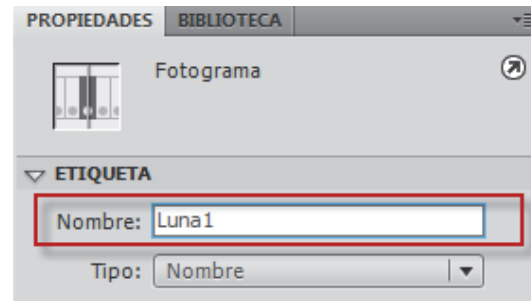 PROPIEDADES BIBLIOTECA
Fotograma
ETIQUETA
Nombre: Luna1
Tipo: Nombre